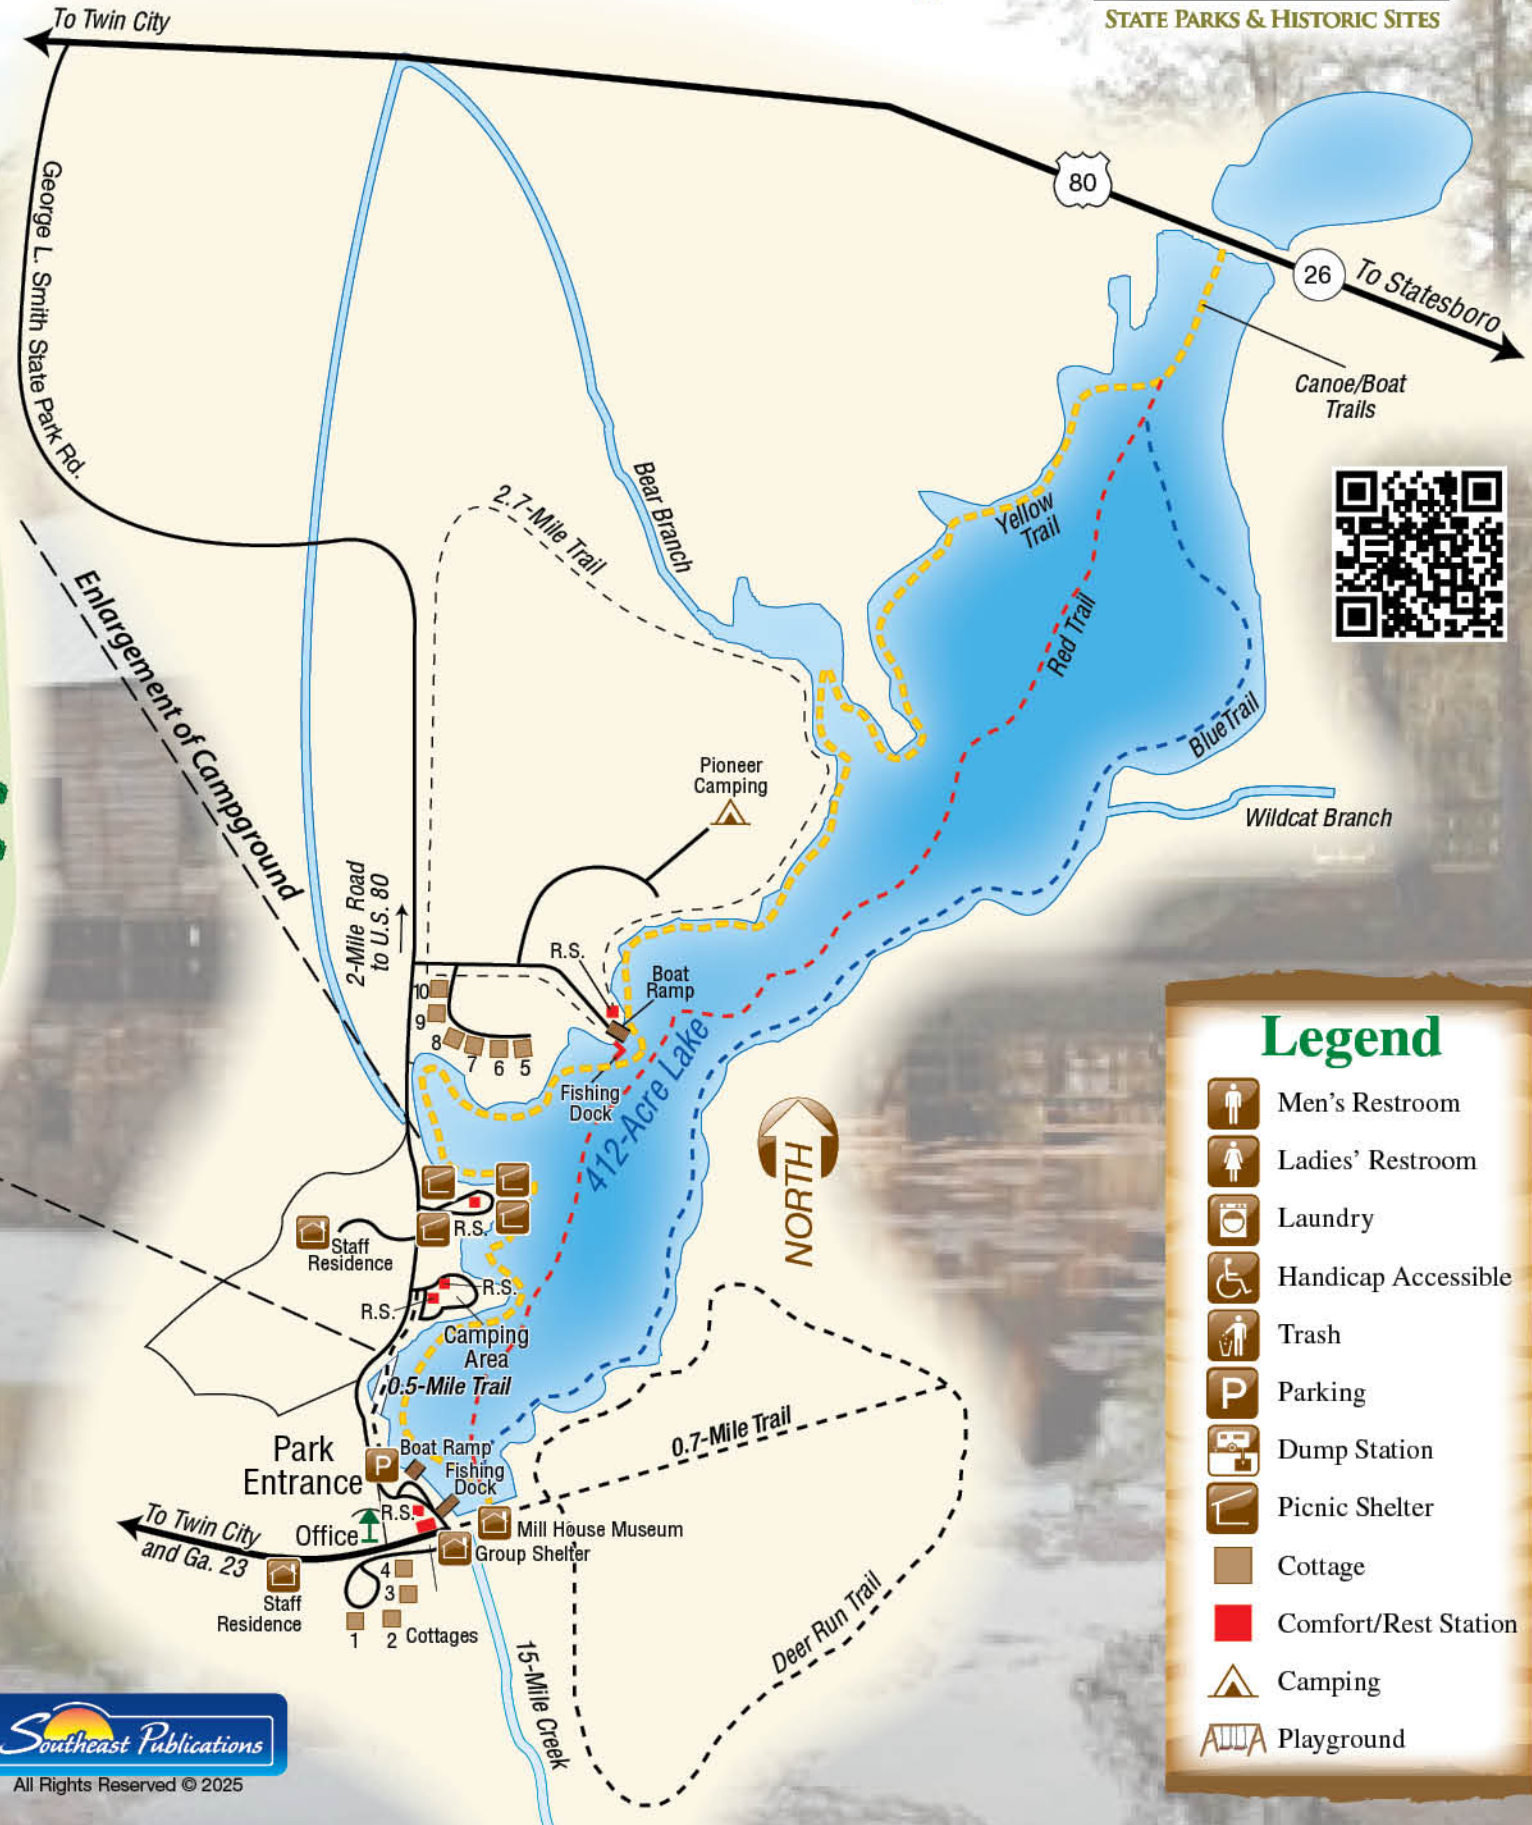 STATE PARKS & HISTORIC SITES
To Twin City
80
26
To Statesboro
George L. Smith State Park Rd.
Canoe/Boat
Trails
Bear Branch
2.7-Mile Trail
Yellow
Trail
Red Trail
BlueTrail
Enlargement of Campground
Wildcat Branch
Pioneer
Camping
2-Mile Road
to U.S. 80
R.S.
Boat
Ramp
10
9
8
7
6
5
Fishing
Dock
412-Acre Lake
NORTH
R.S.
Staff
Residence
R.S.
R.S.
Camping
Area
0.5-Mile Trail
0.7-Mile Trail
Park
Entrance
P
Boat Ramp
Fishing
Dock
R.S.
Office
To Twin City
and Ga. 23
Mill House Museum
Group Shelter
Staff
Residence
4
3
1
2
Cottages
Deer Run Trail
15-Mile Creek
Legend
Men's Restroom
Ladies' Restroom
Laundry
Handicap Accessible
Trash
P
Parking
Dump Station
Picnic Shelter
Cottage
Comfort/Rest Station
Camping
Playground
Southeast Publications
All Rights Reserved © 2025